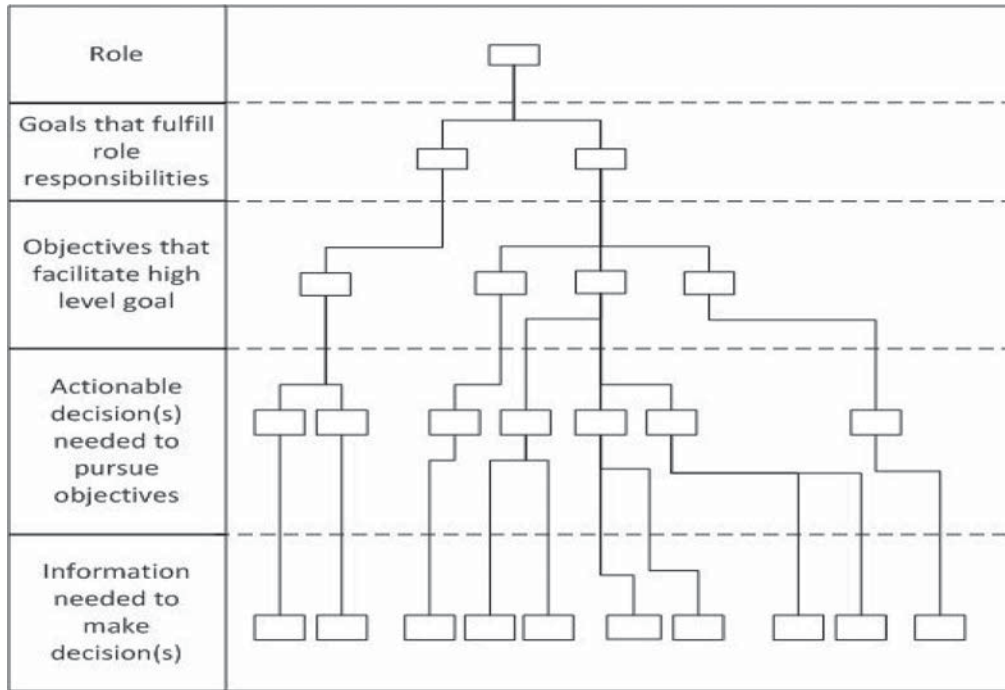 Role
Goals that fulfill
role
responsibilities
Objectives that
facilitate high
level goal
Actionable
decision(s)
needed to
pursue
objectives
Information
needed to
make
decision(s)